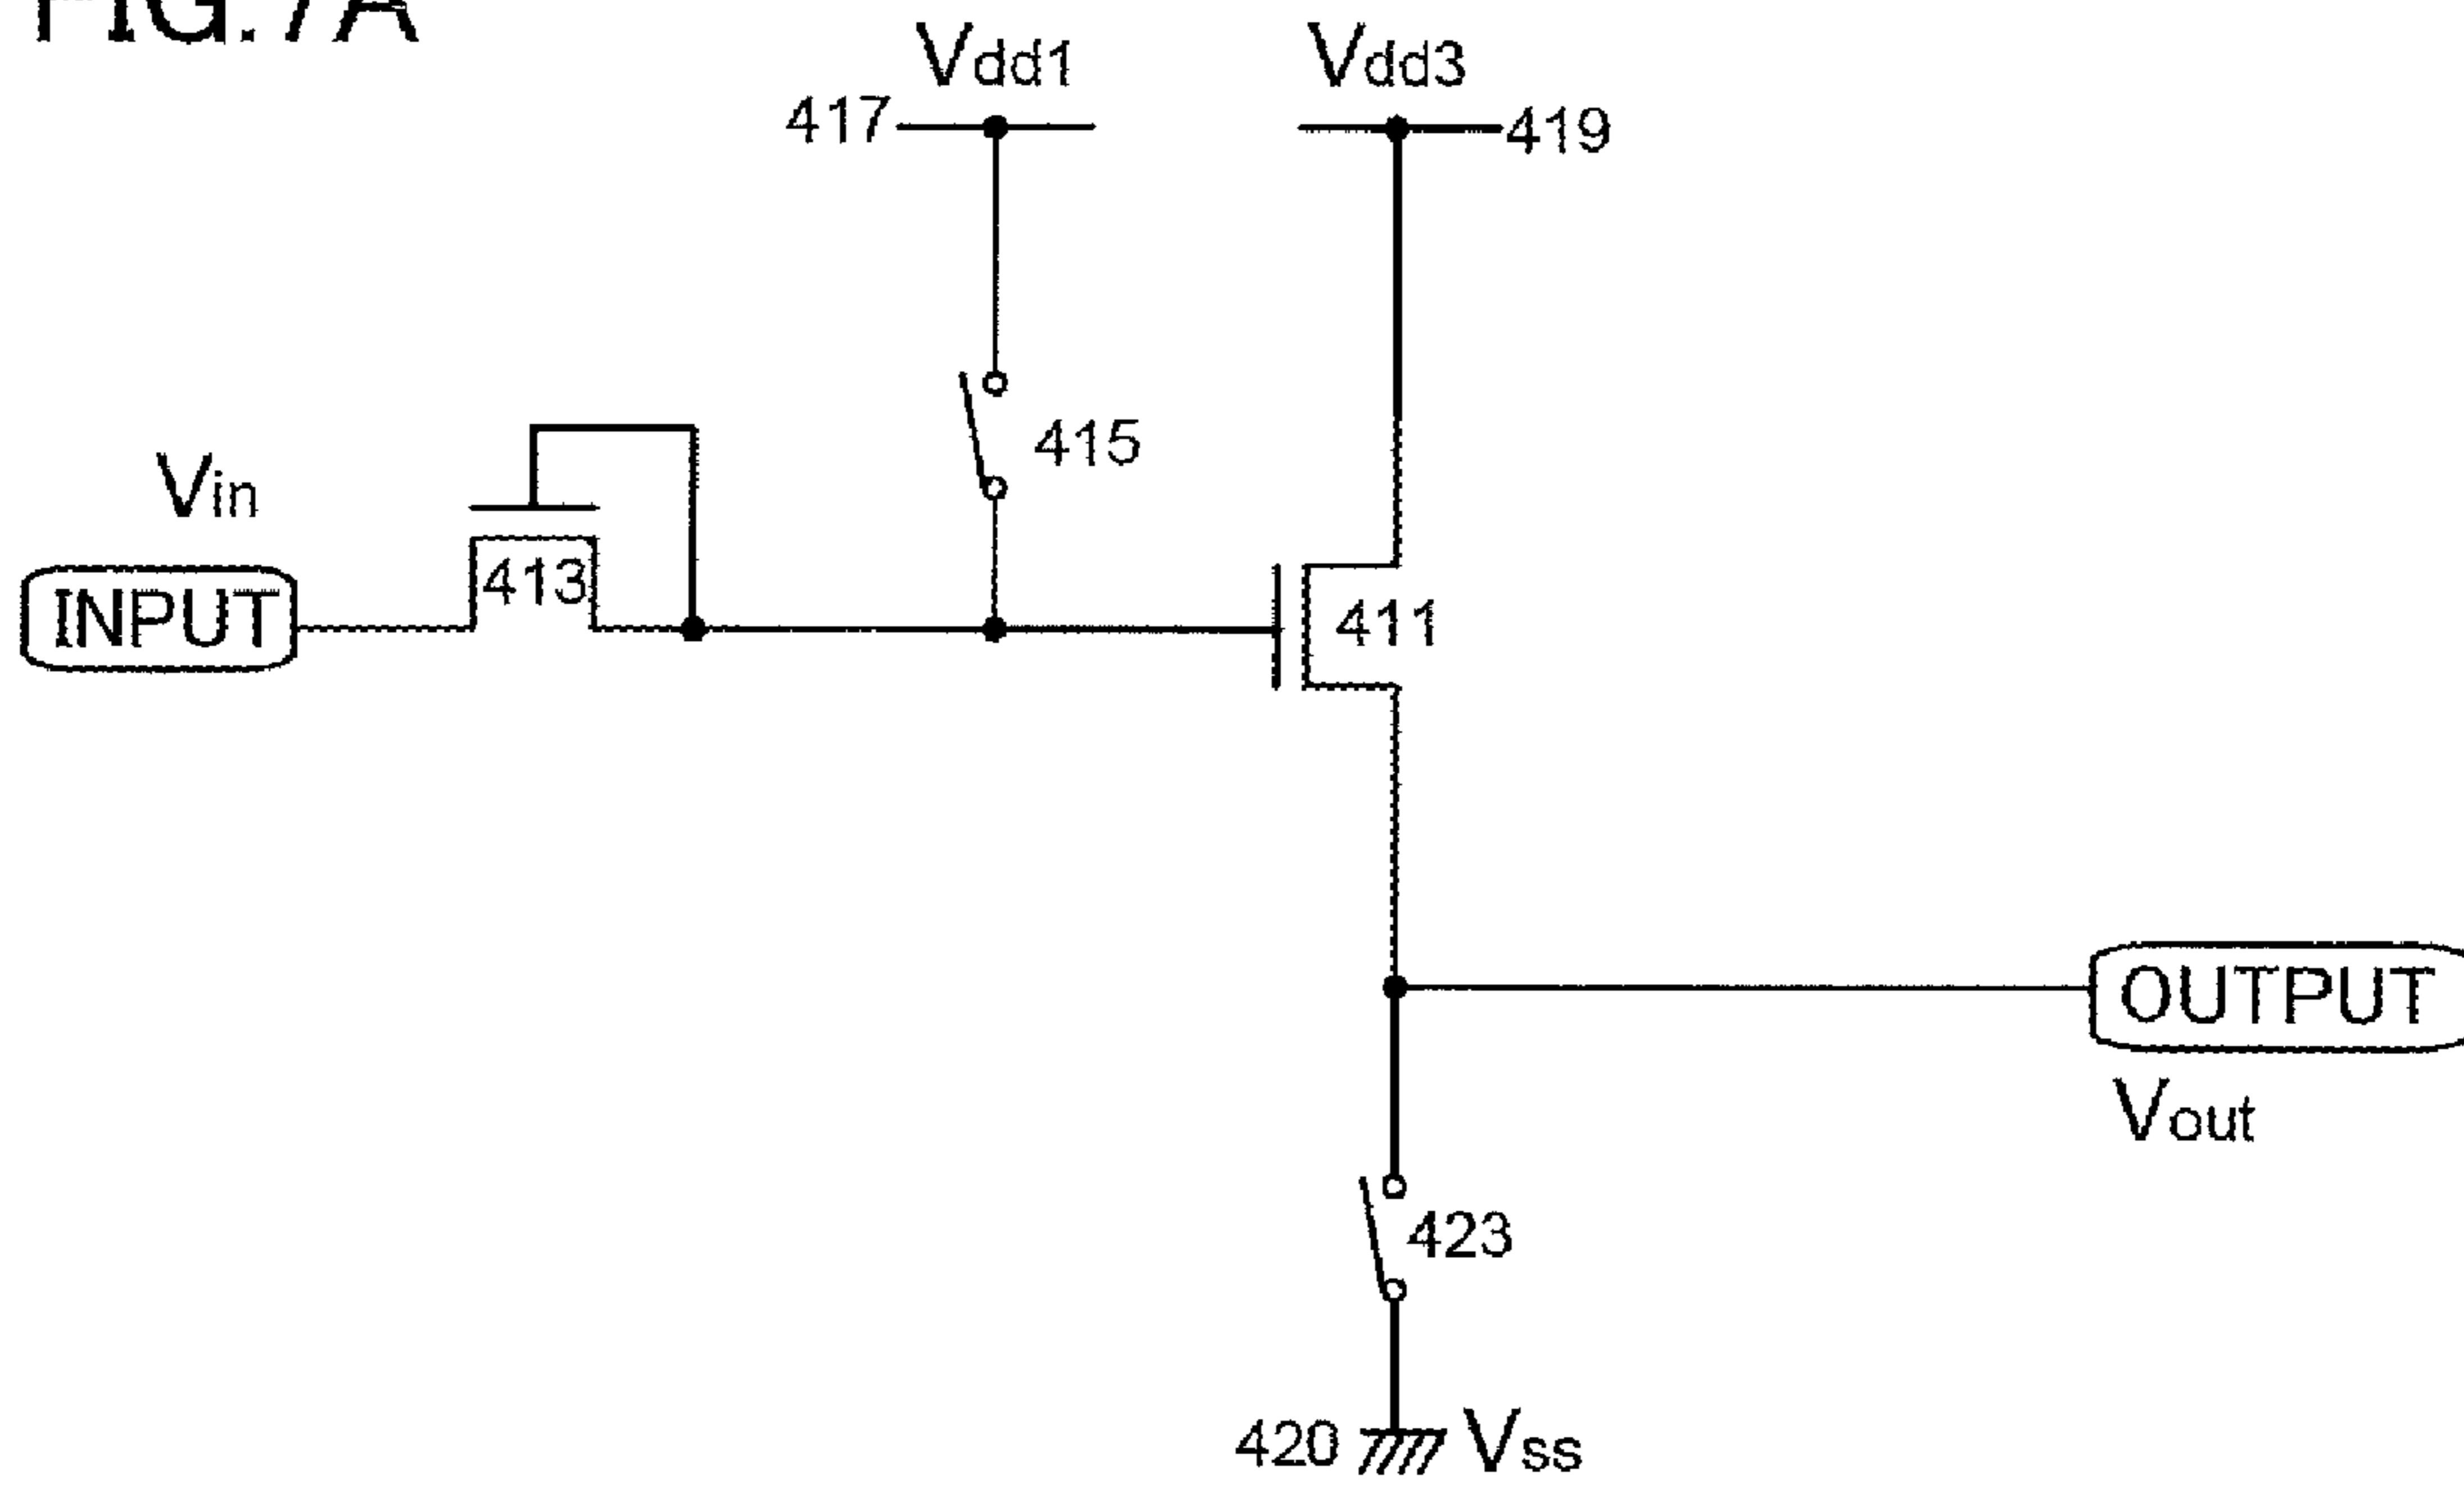 FIG.7A
Vdd1
Vdd3
417
419
415
Vin
413
INPUT
411
OUTPUT
Vout
423
420
Vss